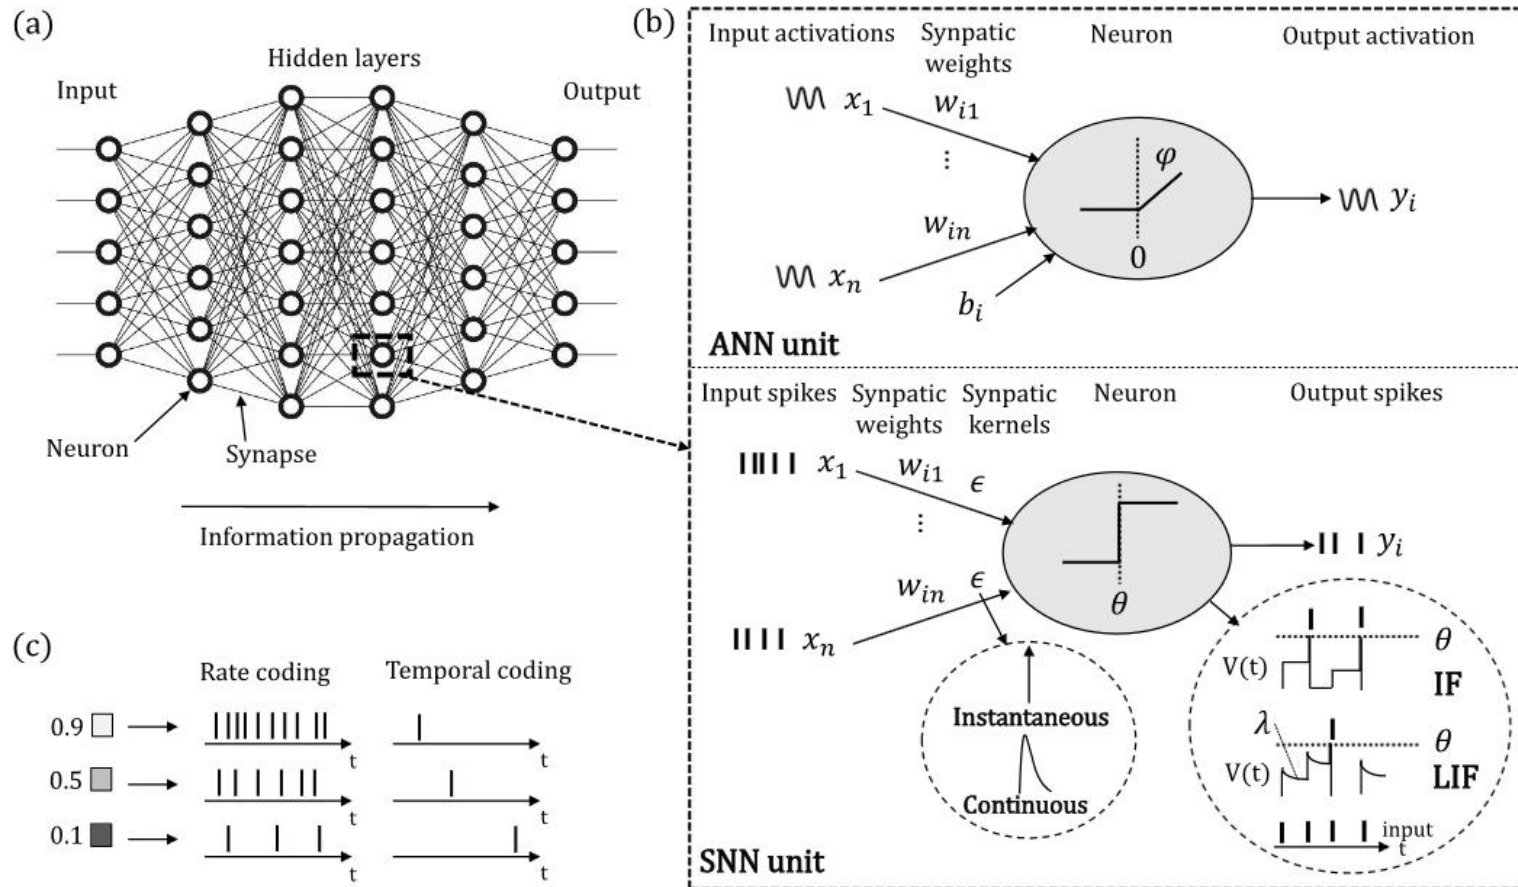 (a)
Hidden layers
Input
Output
Neuron
Synapse
Information propagation
(b)
Input activations
Synpatic
weights
Neuron
Output activation
x₁
wᵢ₁
⋮
φ
0
yᵢ
wᵢₙ
xₙ
bᵢ
ANN unit
Input spikes
Synpatic
weights
Synpatic
kernels
Neuron
Output spikes
x₁
wᵢ₁
ϵ
⋮
θ
yᵢ
wᵢₙ
ϵ
xₙ
Instantaneous
Continuous
θ
V(t)
IF
λ
θ
V(t)
LIF
input
t
SNN unit
(c)
Rate coding
Temporal coding
0.9
t
t
0.5
t
t
0.1
t
t